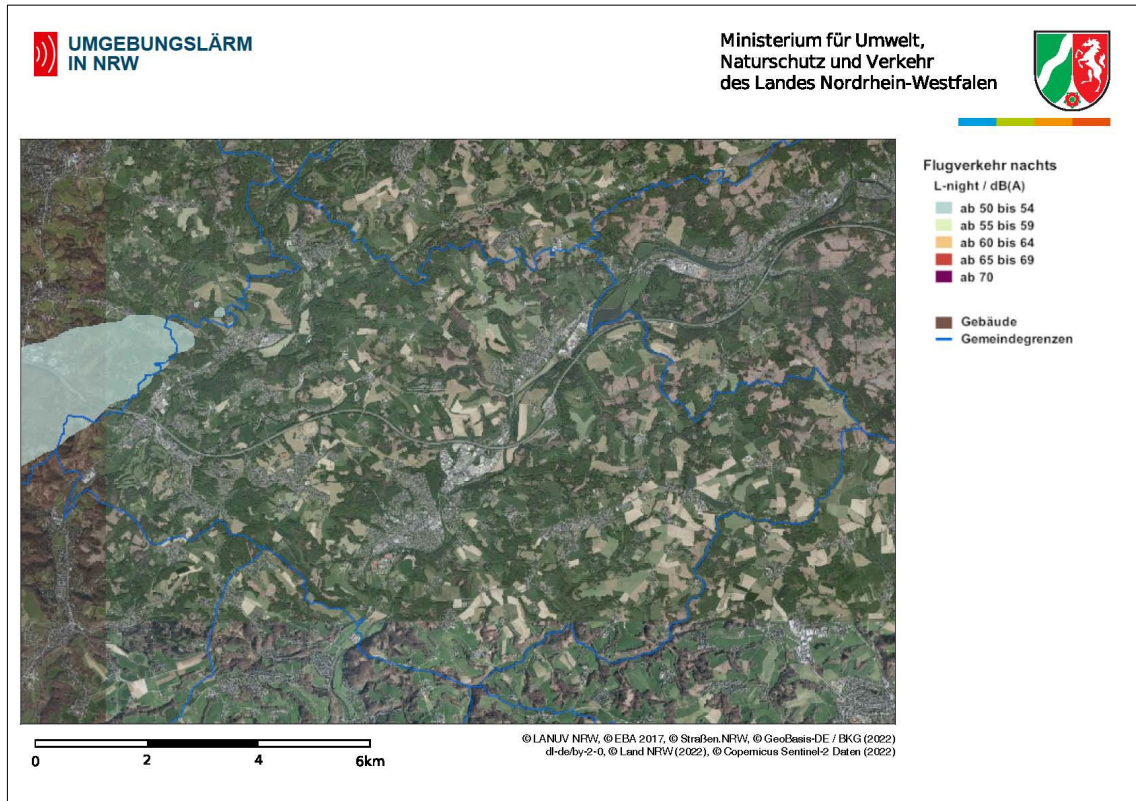 UMGEBUNGSLÄRM
IN NRW
Ministerium für Umwelt,
Naturschutz und Verkehr
des Landes Nordrhein-Westfalen
Flugverkehr nachts
L-night / dB(A)
ab 50 bis 54
ab 55 bis 59
ab 60 bis 64
ab 65 bis 69
ab 70
Gebäude
Gemeindegrenzen
0 2 4 6km
© LANUV NRW, © EBA 2017, © Straßen.NRW, © GeoBasis-DE / BKG (2022)
dl-de/by-2-0, © Land NRW (2022), © Copernicus Sentinel-2 Daten (2022)